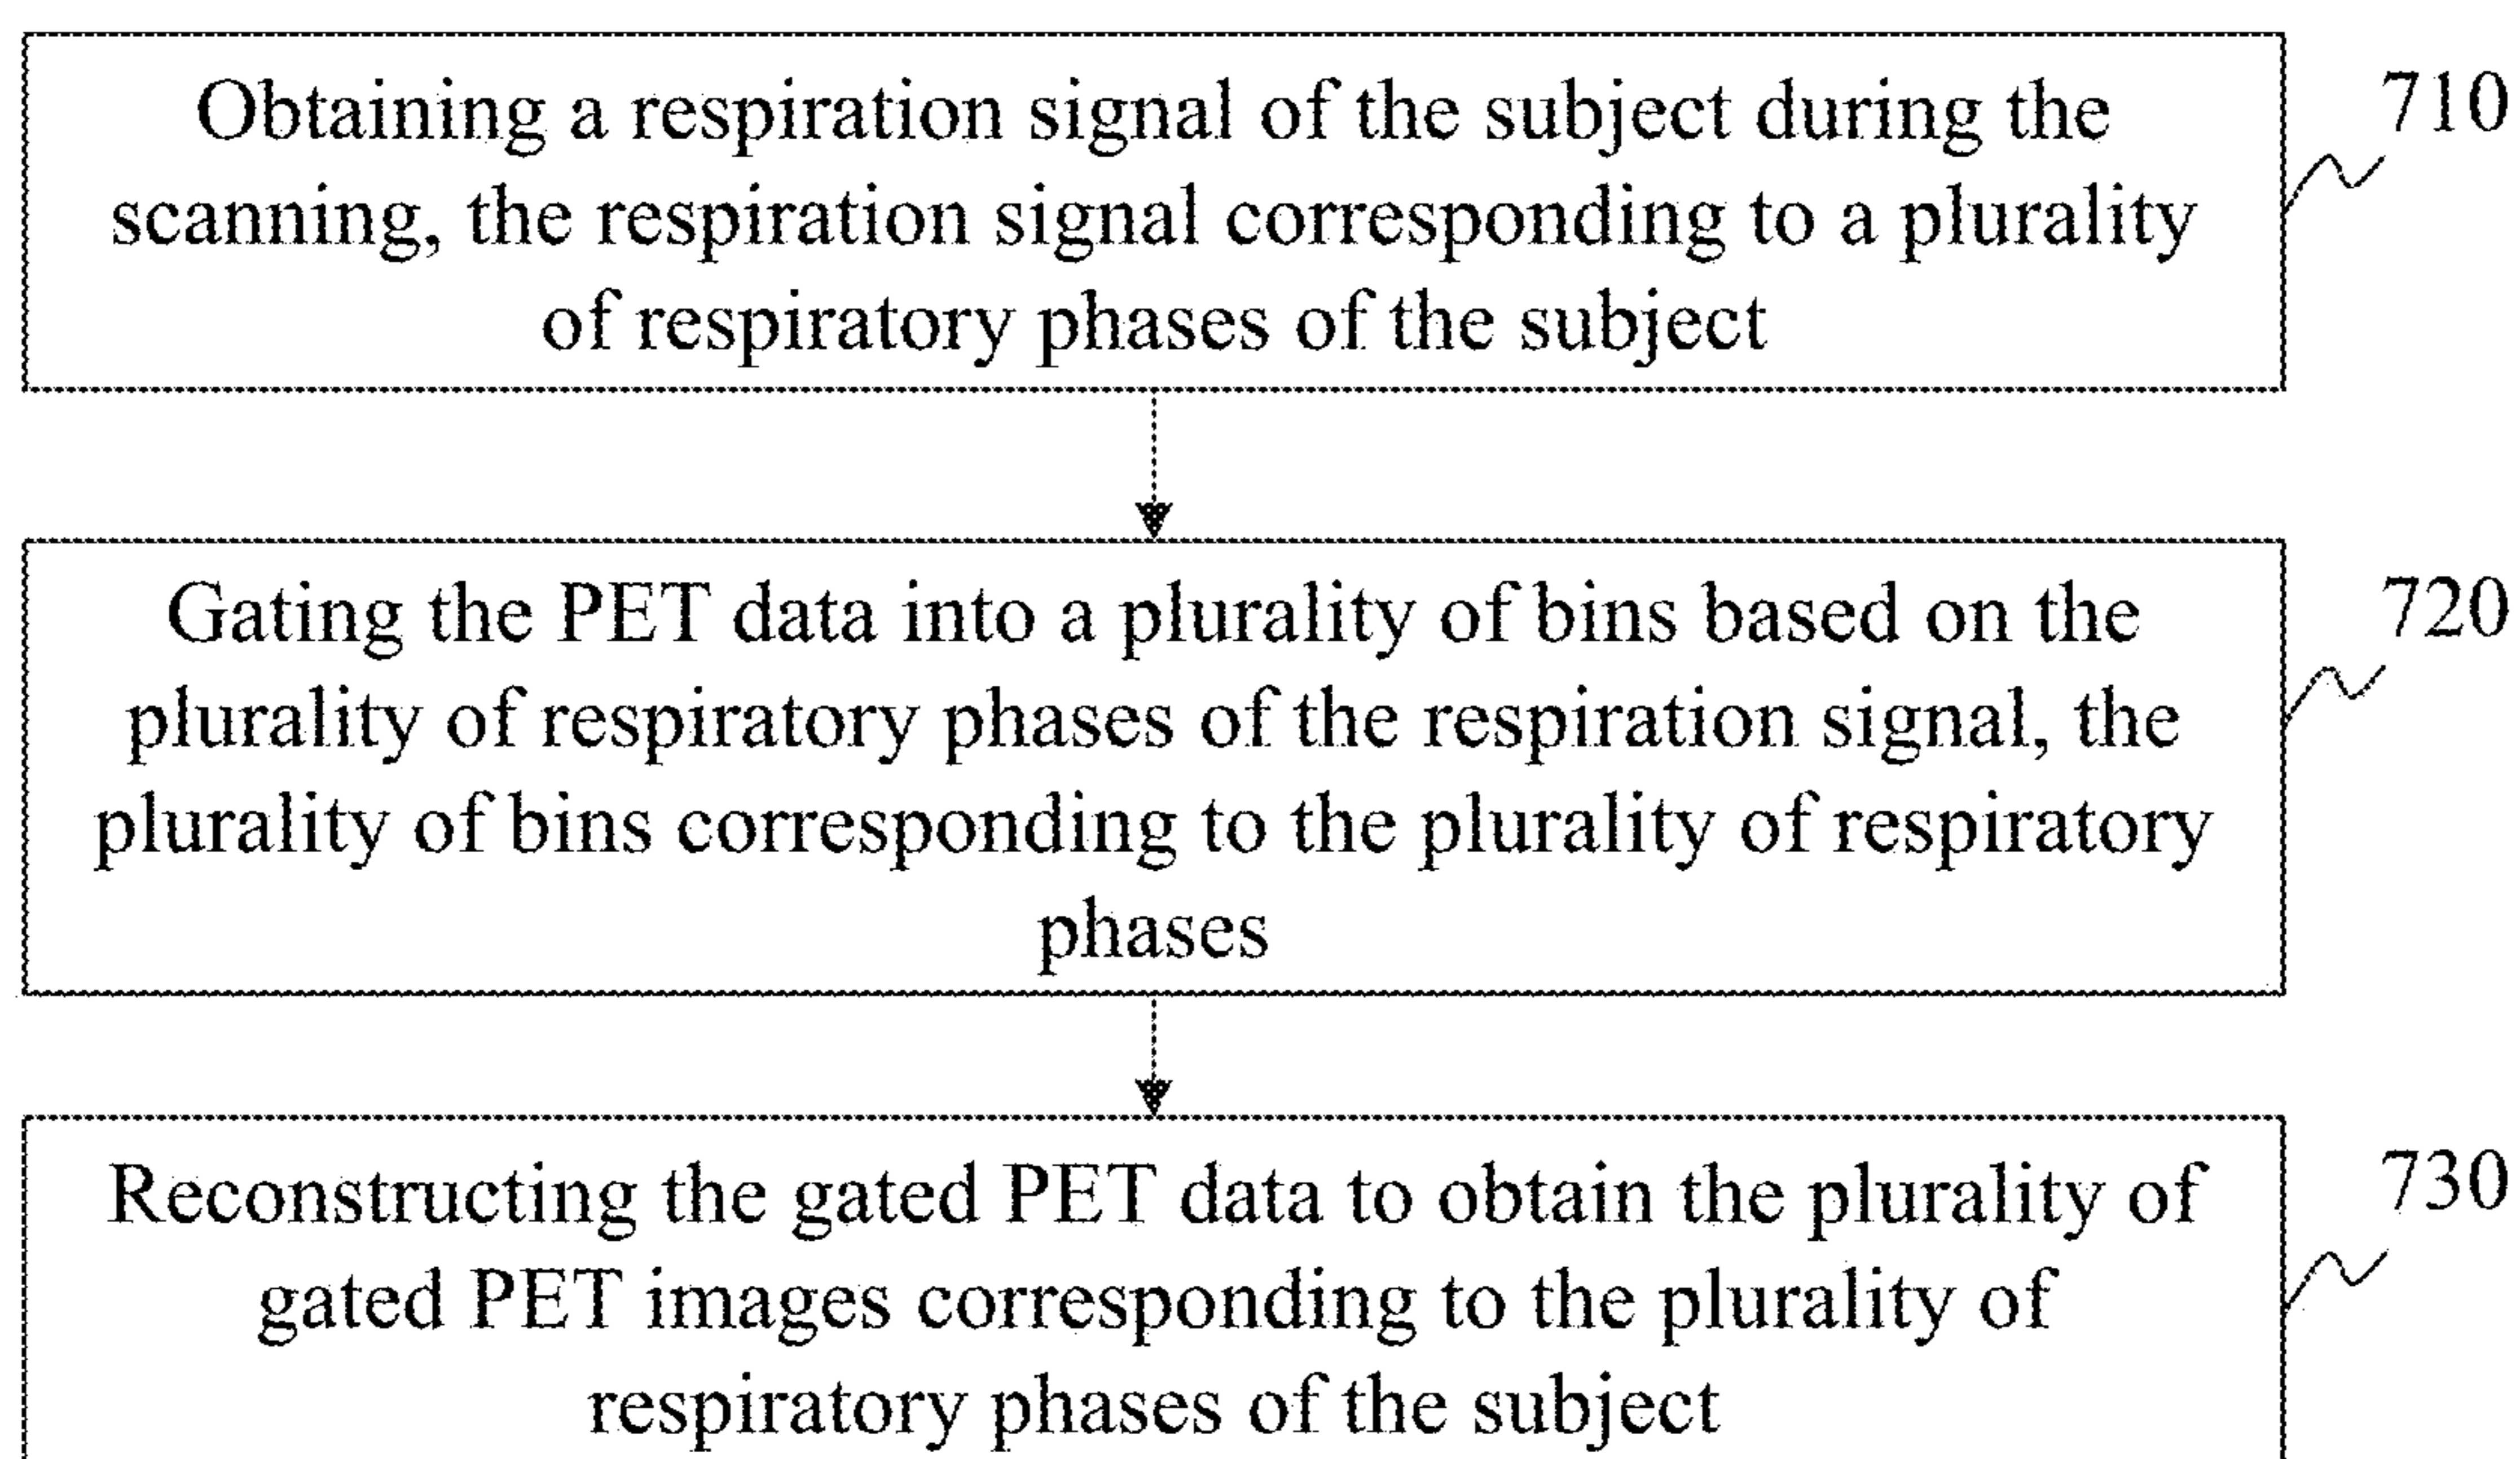 Obtaining a respiration signal of the subject during the
scanning, the respiration signal corresponding to a plurality
of respiratory phases of the subject
710
Gating the PET data into a plurality of bins based on the
plurality of respiratory phases of the respiration signal, the
plurality of bins corresponding to the plurality of respiratory
phases
720
Reconstructing the gated PET data to obtain the plurality of
gated PET images corresponding to the plurality of
respiratory phases of the subject
730